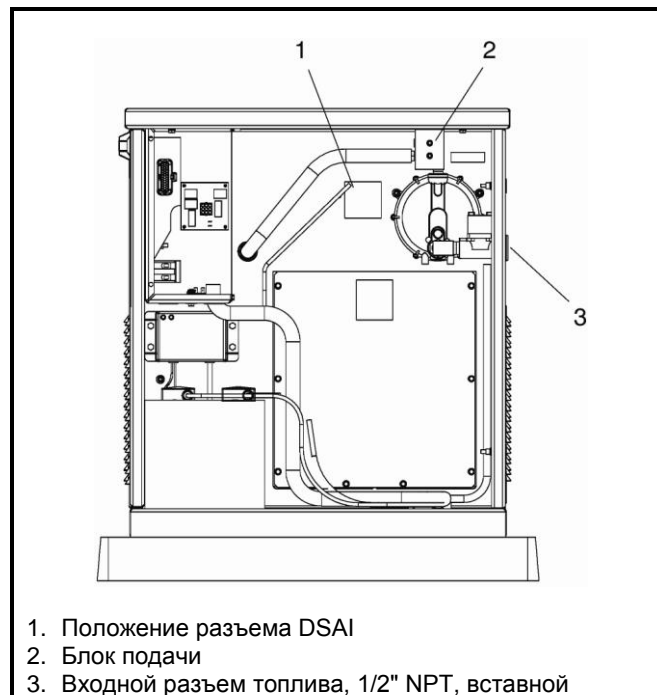 1
2
3
1. Положение разъема DSAI
2. Блок подачи
3. Входной разъем топлива, 1/2" NPT, вставной